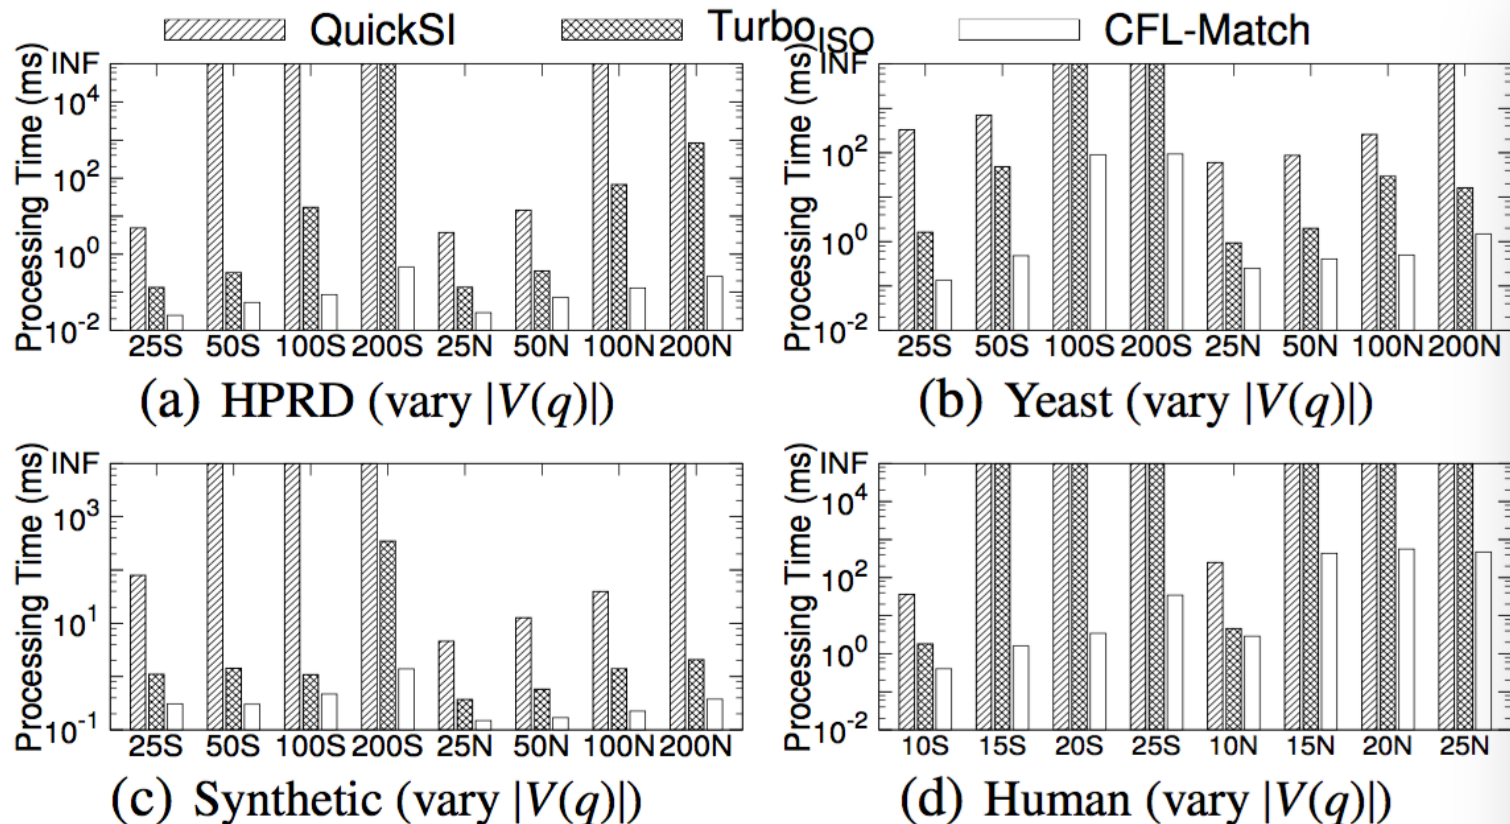 QuickSI TurboISO CFL-Match
Processing Time (ms)
INF
10^4
10^2
10^0
10^-2
25S 50S 100S 200S 25N 50N 100N 200N
(a) HPRD (vary |V(q)|)
Processing Time (ms)
INF
10^2
10^0
10^-2
25S 50S 100S 200S 25N 50N 100N 200N
(b) Yeast (vary |V(q)|)
Processing Time (ms)
INF
10^3
10^1
10^-1
25S 50S 100S 200S 25N 50N 100N 200N
(c) Synthetic (vary |V(q)|)
Processing Time (ms)
INF
10^4
10^2
10^0
10^-2
10S 15S 20S 25S 10N 15N 20N 25N
(d) Human (vary |V(q)|)